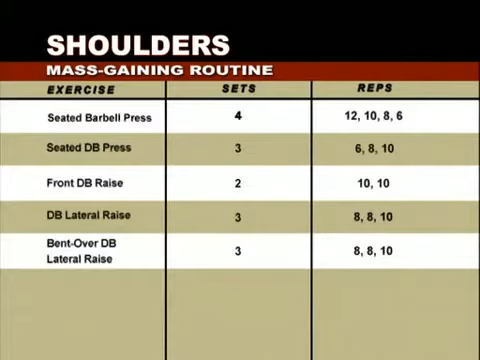 SHOULDERS
MASS-GAINING ROUTINE
EXERCISE SETS REPS
Seated Barbell Press 4 12, 10, 8, 6
Seated DB Press 3 6, 8, 10
Front DB Raise 2 10, 10
DB Lateral Raise 3 8, 8, 10
Bent-Over DB
Lateral Raise 3 8, 8, 10